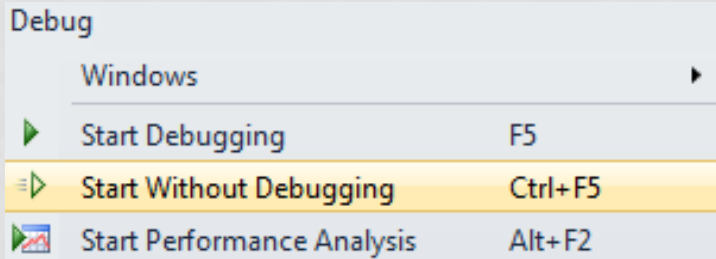 Debug
Windows
Start Debugging F5
Start Without Debugging Ctrl+F5
Start Performance Analysis Alt+F2